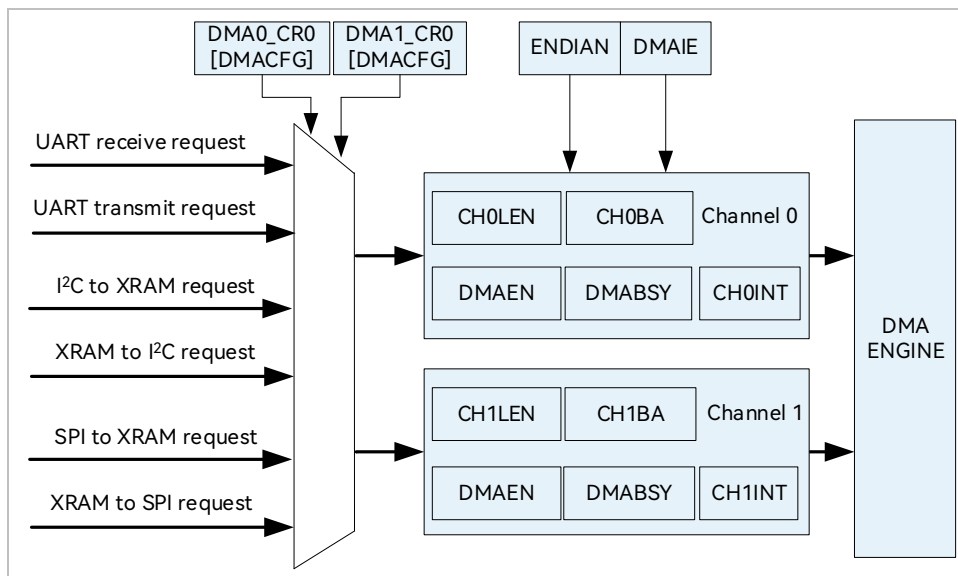 DMA0_CR0
[DMACFG]
DMA1_CR0
[DMACFG]
ENDIAN
DMAIE
UART receive request
UART transmit request
I²C to XRAM request
XRAM to I²C request
SPI to XRAM request
XRAM to SPI request
CH0LEN
CH0BA
Channel 0
DMAEN
DMABSY
CH0INT
CH1LEN
CH1BA
Channel 1
DMAEN
DMABSY
CH1INT
DMA
ENGINE